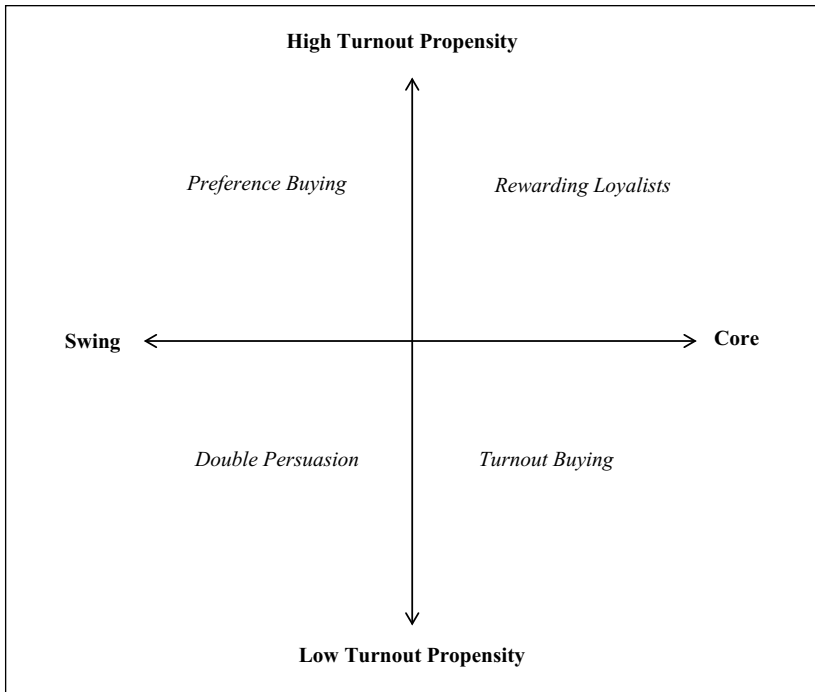 High Turnout Propensity
Preference Buying
Rewarding Loyalists
Swing
Core
Double Persuasion
Turnout Buying
Low Turnout Propensity